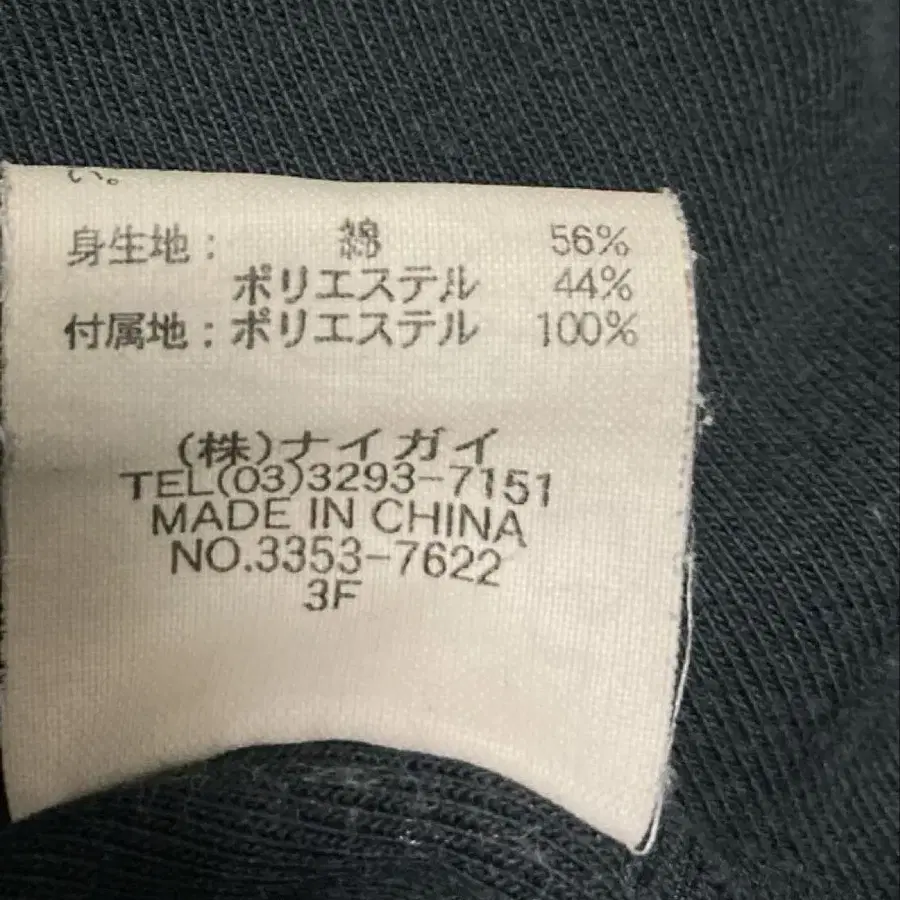 い。
身生地： 綿 56%
ポリエステル 44%
付属地：ポリエステル 100%
(株)ナイガイ
TEL(03)3293-7151
MADE IN CHINA
NO.3353-7622
3F